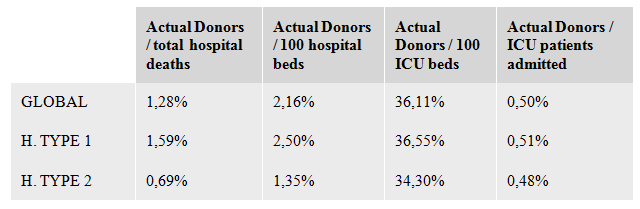 Actual Donors / total hospital deaths
Actual Donors / 100 hospital beds
Actual Donors / 100 ICU beds
Actual Donors / ICU patients admitted
GLOBAL 1,28% 2,16% 36,11% 0,50%
H. TYPE 1 1,59% 2,50% 36,55% 0,51%
H. TYPE 2 0,69% 1,35% 34,30% 0,48%